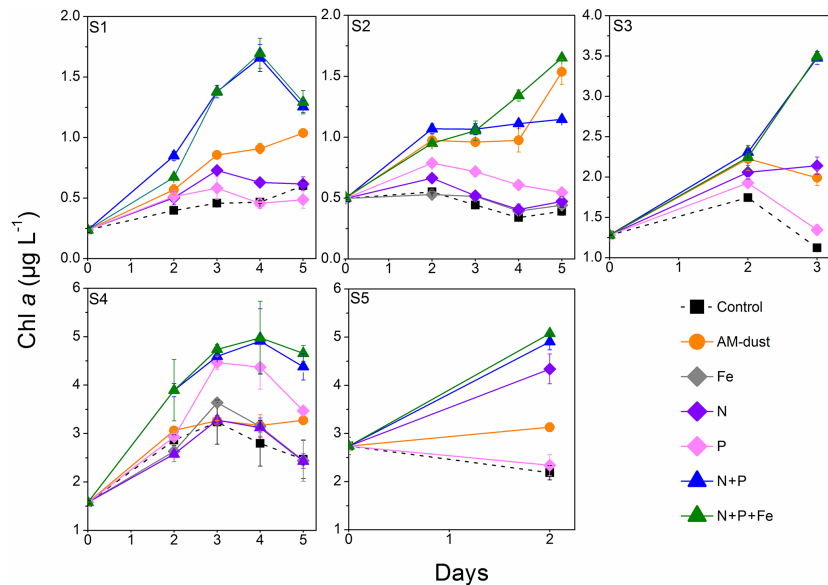 S1
2.0
1.5
1.0
0.5
0.0
0 1 2 3 4 5
S2
2.0
1.5
1.0
0.5
0.0
0 1 2 3 4 5
S3
4.0
3.5
3.0
2.5
2.0
1.5
1.0
0 1 2 3
Chl a (µg L⁻¹)
S4
6
5
4
3
2
1
0 1 2 3 4 5
S5
6
5
4
3
2
1
0 1 2
Control
AM-dust
Fe
N
P
N+P
N+P+Fe
Days